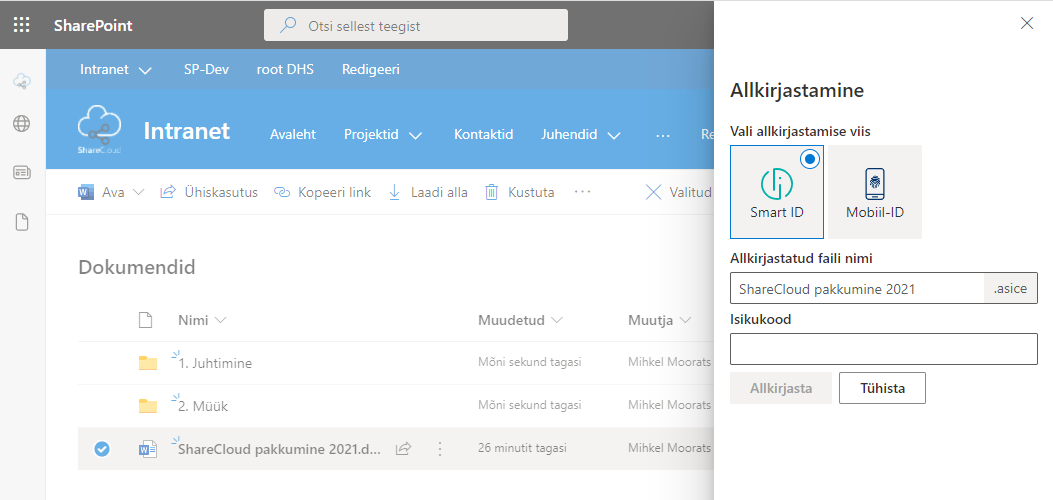 SharePoint
Otsi sellest teegist
Intranet SP-Dev root DHS Redigeeri
ShareCloud
Intranet Avaleht Projektid Kontaktid Juhendid ... Re
Ava Ühiskasutus Kopeeri link Laadi alla Kustuta ... Valitud
Dokumendid
Nimi Muudetud Muutja
1. Juhtimine Mõni sekund tagasi Mihkel Moorats
2. Müük Mõni sekund tagasi Mihkel Moorats
ShareCloud pakkumine 2021.d... 26 minutit tagasi Mihkel Moorats
Allkirjastamine
Vali allkirjastamise viis
Smart ID Mobiil-ID
Allkirjastatud faili nimi
ShareCloud pakkumine 2021 .asice
Isikukood
Allkirjasta Tühista